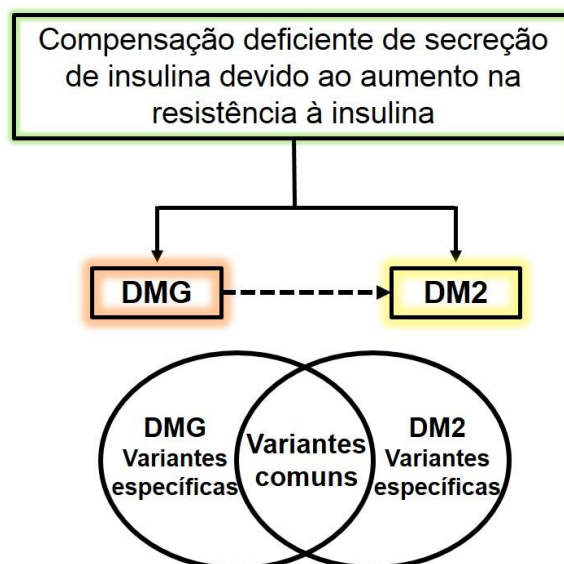 Compensação deficiente de secreção
de insulina devido ao aumento na
resistência à insulina
DMG
DM2
DMG
Variantes
específicas
Variantes
comuns
DM2
Variantes
específicas